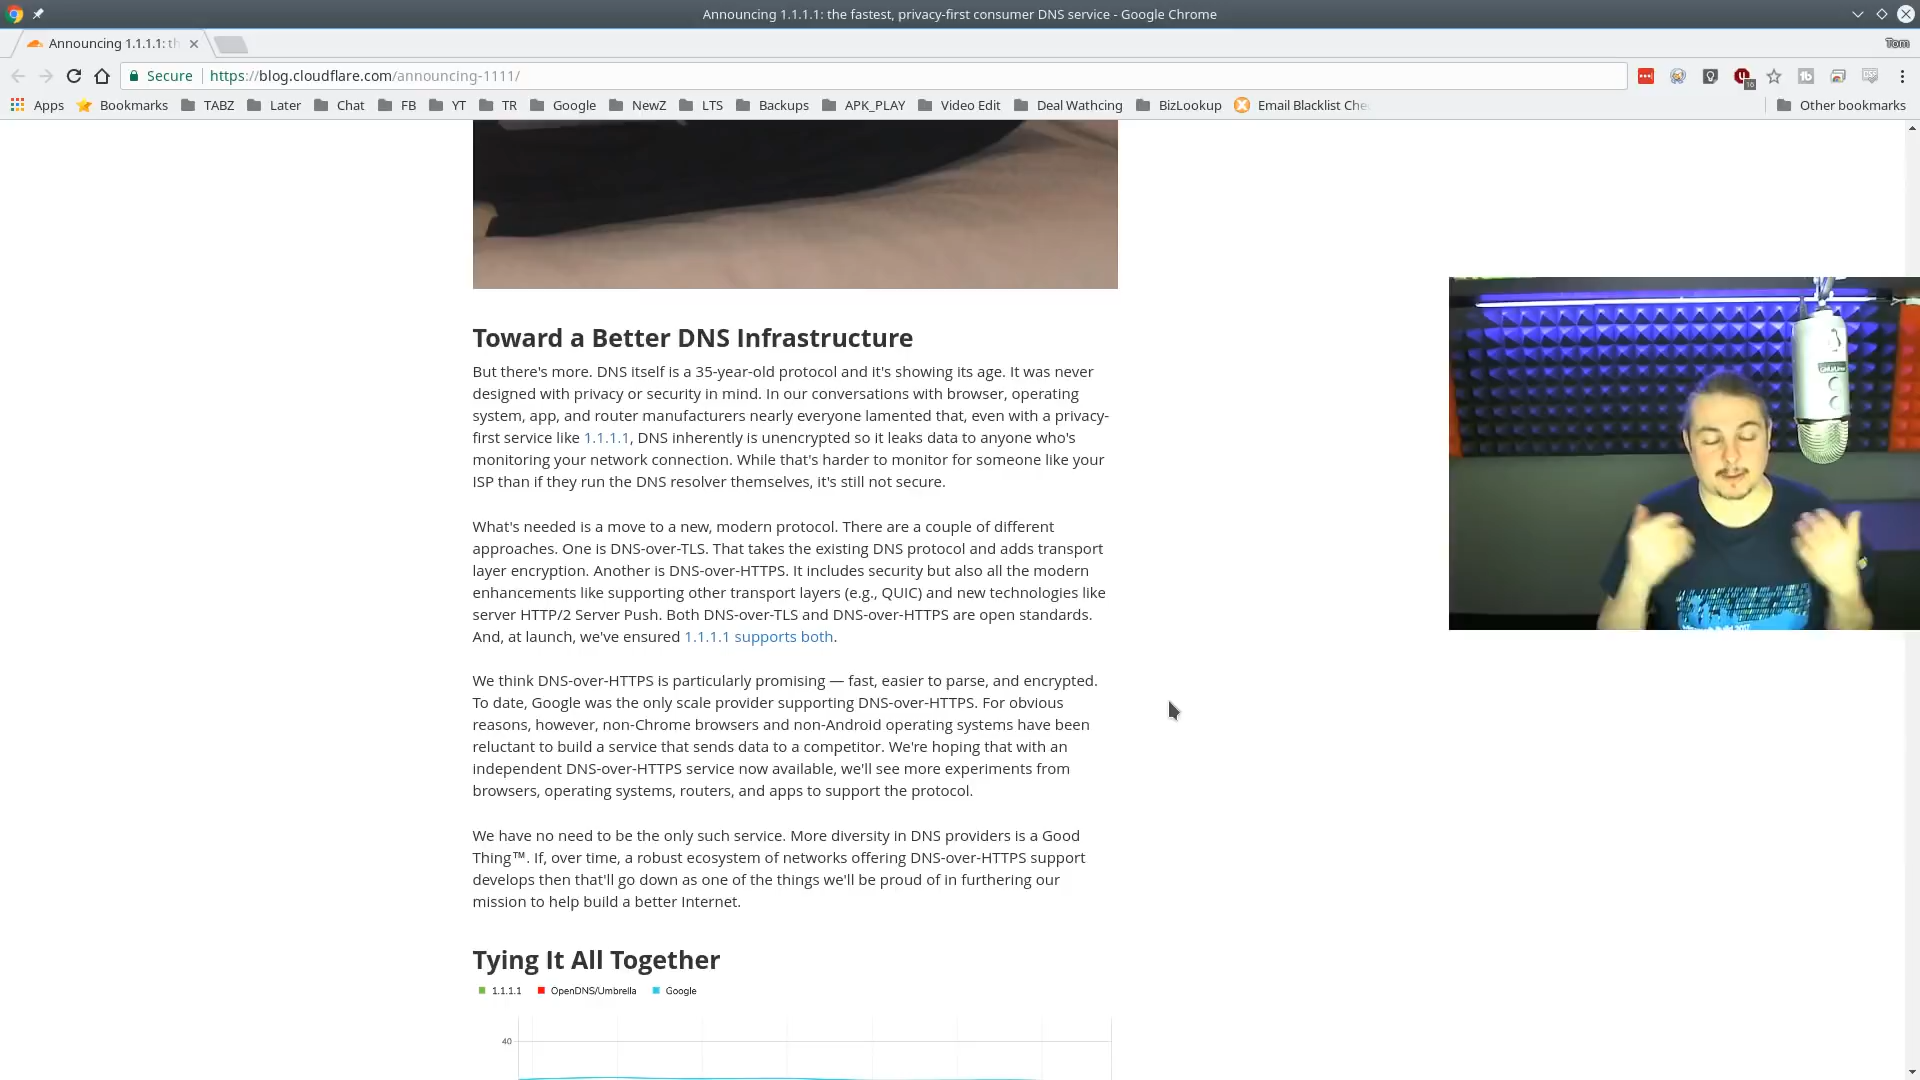 Announcing 1.1.1.1: the fastest, privacy-first consumer DNS service - Google Chrome
Announcing 1.1.1.1: th
Tom
Secure
https://blog.cloudflare.com/announcing-1111/
10
Apps Bookmarks TABZ Later Chat FB YT TR Google NewZ LTS Backups APK_PLAY Video Edit Deal Wathcing BizLookup Email Blacklist Che Other bookmarks
Toward a Better DNS Infrastructure
But there's more. DNS itself is a 35-year-old protocol and it's showing its age. It was never
designed with privacy or security in mind. In our conversations with browser, operating
system, app, and router manufacturers nearly everyone lamented that, even with a privacy-
first service like 1.1.1.1, DNS inherently is unencrypted so it leaks data to anyone who's
monitoring your network connection. While that's harder to monitor for someone like your
ISP than if they run the DNS resolver themselves, it's still not secure.
What's needed is a move to a new, modern protocol. There are a couple of different
approaches. One is DNS-over-TLS. That takes the existing DNS protocol and adds transport
layer encryption. Another is DNS-over-HTTPS. It includes security but also all the modern
enhancements like supporting other transport layers (e.g., QUIC) and new technologies like
server HTTP/2 Server Push. Both DNS-over-TLS and DNS-over-HTTPS are open standards.
And, at launch, we've ensured 1.1.1.1 supports both.
We think DNS-over-HTTPS is particularly promising — fast, easier to parse, and encrypted.
To date, Google was the only scale provider supporting DNS-over-HTTPS. For obvious
reasons, however, non-Chrome browsers and non-Android operating systems have been
reluctant to build a service that sends data to a competitor. We're hoping that with an
independent DNS-over-HTTPS service now available, we'll see more experiments from
browsers, operating systems, routers, and apps to support the protocol.
We have no need to be the only such service. More diversity in DNS providers is a Good
Thing™. If, over time, a robust ecosystem of networks offering DNS-over-HTTPS support
develops then that'll go down as one of the things we'll be proud of in furthering our
mission to help build a better Internet.
Tying It All Together
1.1.1.1 OpenDNS/Umbrella Google
40